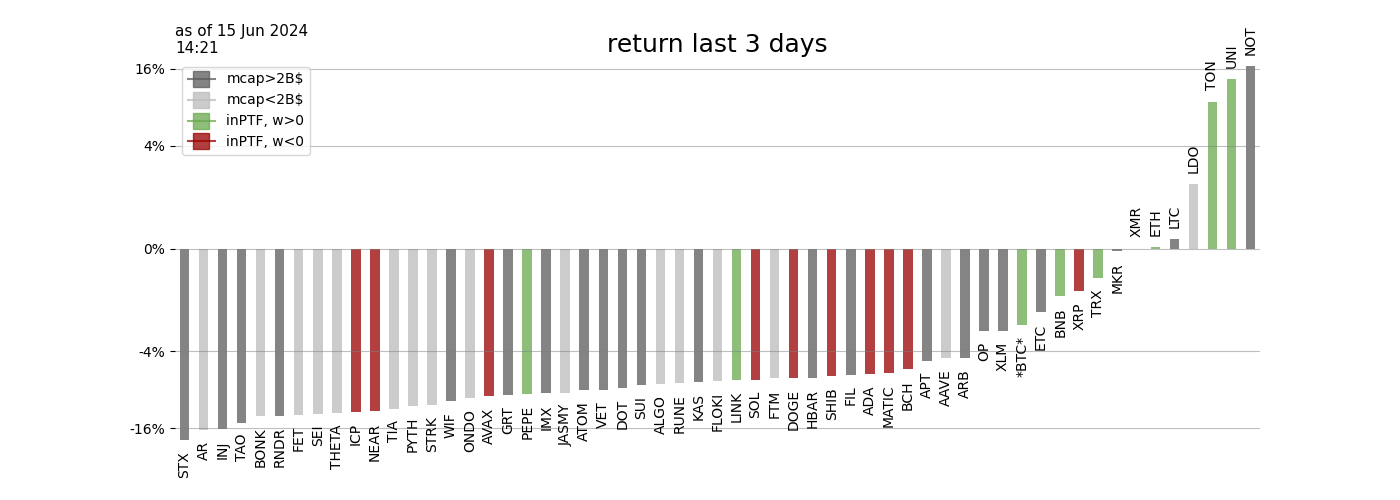 as of 15 Jun 2024
14:21
return last 3 days
mcap>2B$
mcap<2B$
inPTF, w>0
inPTF, w<0
16%
4%
0%
-4%
-16%
STX
AR
INJ
TAO
BONK
RNDR
FET
SEI
THETA
ICP
NEAR
TIA
PYTH
STRK
WIF
ONDO
AVAX
GRT
PEPE
IMX
JASMY
ATOM
VET
DOT
SUI
ALGO
RUNE
KAS
FLOKI
LINK
SOL
FTM
DOGE
HBAR
SHIB
FIL
ADA
MATIC
BCH
APT
AAVE
ARB
OP
XLM
*BTC*
ETC
BNB
XRP
TRX
MKR
XMR
ETH
LTC
LDO
TON
UNI
NOT